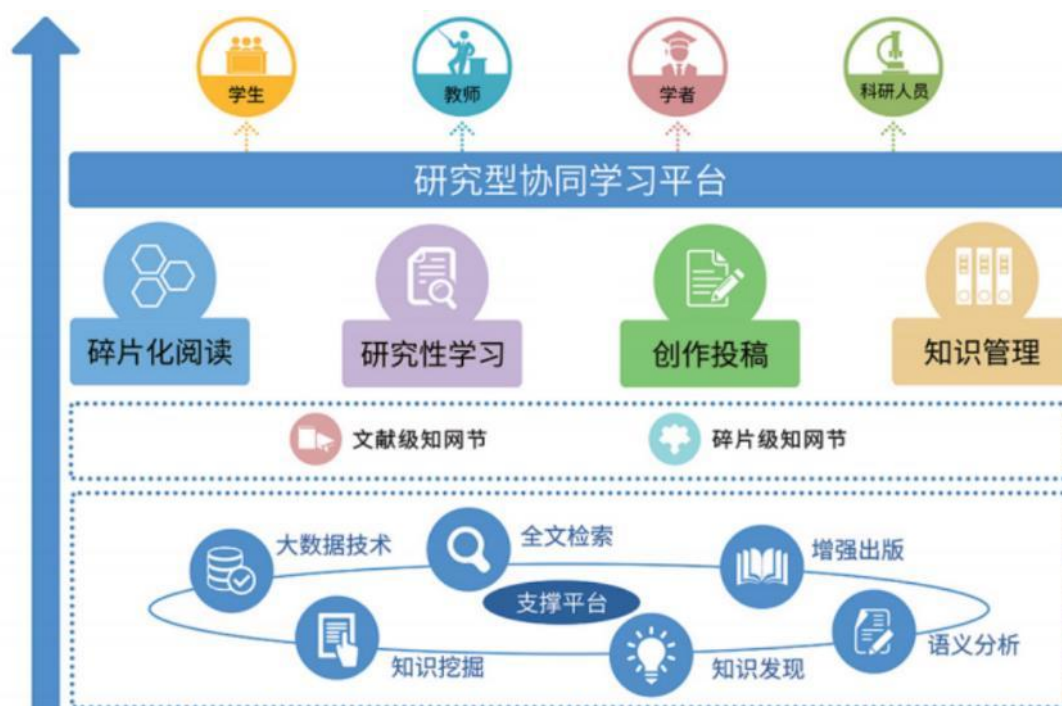 学生
教师
学者
科研人员
研究型协同学习平台
碎片化阅读
研究性学习
创作投稿
知识管理
文献级知网节
碎片级知网节
大数据技术
全文检索
增强出版
支撑平台
知识挖掘
知识发现
语义分析